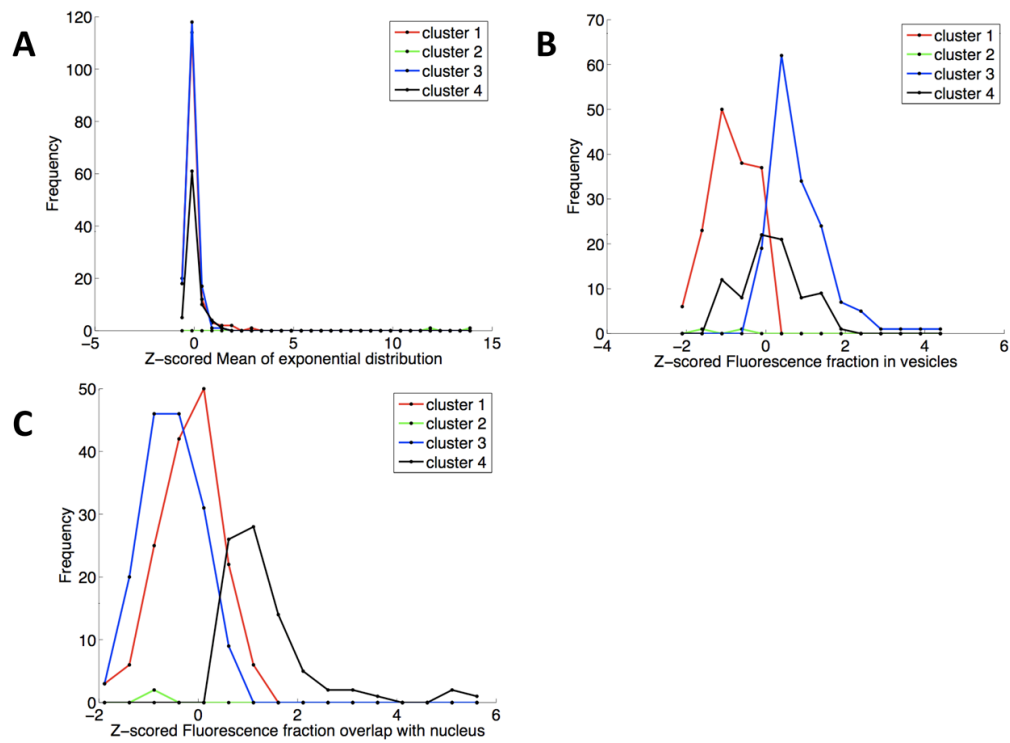 A
120
100
80
60
40
20
0
Frequency
−5
0
5
10
15
Z−scored Mean of exponential distribution
cluster 1
cluster 2
cluster 3
cluster 4
B
70
60
50
40
30
20
10
0
Frequency
−4
−2
0
2
4
6
Z−scored Fluorescence fraction in vesicles
cluster 1
cluster 2
cluster 3
cluster 4
C
50
40
30
20
10
0
Frequency
−2
0
2
4
6
Z−scored Fluorescence fraction overlap with nucleus
cluster 1
cluster 2
cluster 3
cluster 4